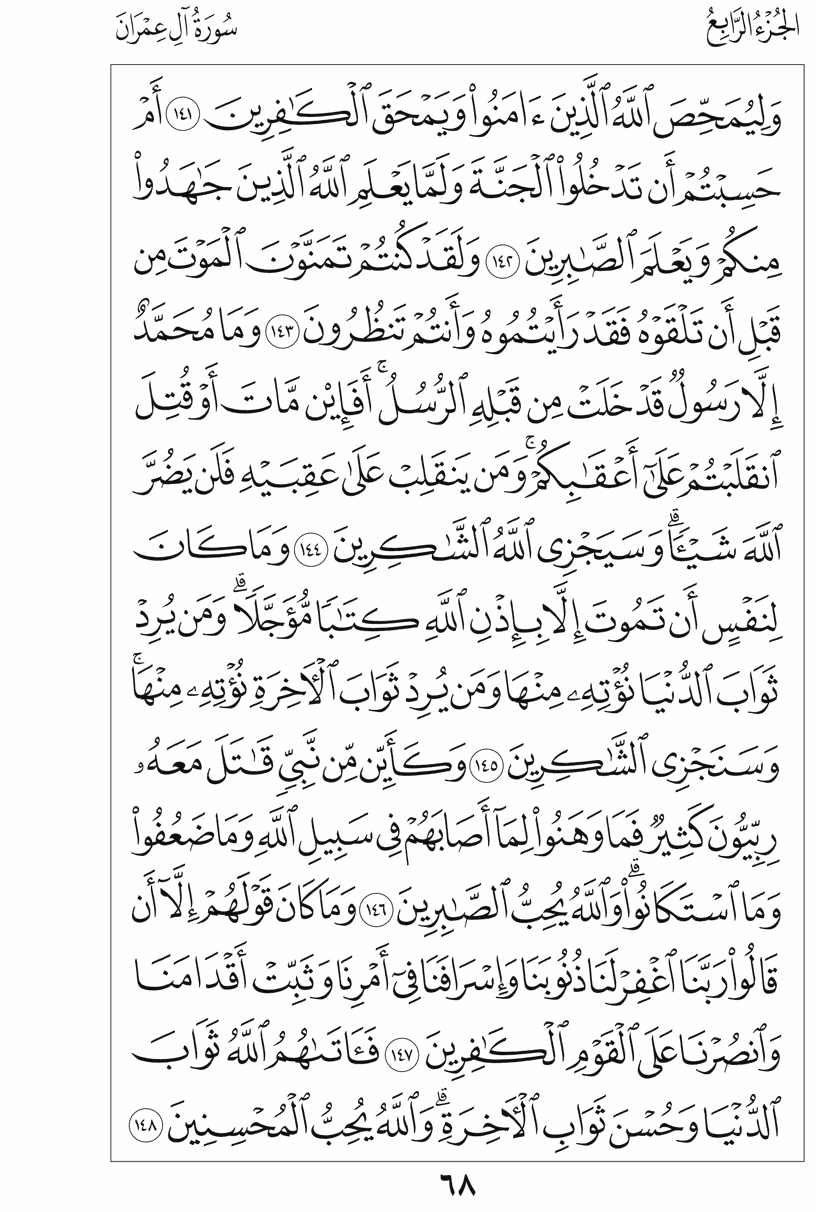 الجُزْءُ الرَّابِعُ
سُورَةُ آلِ عِمْرَانَ
وَلِيُمَحِّصَ ٱللَّهُ ٱلَّذِينَ ءَامَنُوا۟ وَيَمْحَقَ ٱلْكَـٰفِرِينَ ١٤١ أَمْ
حَسِبْتُمْ أَن تَدْخُلُوا۟ ٱلْجَنَّةَ وَلَمَّا يَعْلَمِ ٱللَّهُ ٱلَّذِينَ جَـٰهَدُوا۟
مِنكُمْ وَيَعْلَمَ ٱلصَّـٰبِرِينَ ١٤٢ وَلَقَدْ كُنتُمْ تَمَنَّوْنَ ٱلْمَوْتَ مِن
قَبْلِ أَن تَلْقَوْهُ فَقَدْ رَأَيْتُمُوهُ وَأَنتُمْ تَنظُرُونَ ١٤٣ وَمَا مُحَمَّدٌ
إِلَّا رَسُولٌ قَدْ خَلَتْ مِن قَبْلِهِ ٱلرُّسُلُ ۚ أَفَإِي۟ن مَّاتَ أَوْ قُتِلَ
ٱنقَلَبْتُمْ عَلَىٰٓ أَعْقَـٰبِكُمْ ۚ وَمَن يَنقَلِبْ عَلَىٰ عَقِبَيْهِ فَلَن يَضُرَّ
ٱللَّهَ شَيْـًٔا ۗ وَسَيَجْزِى ٱللَّهُ ٱلشَّـٰكِرِينَ ١٤٤ وَمَا كَانَ
لِنَفْسٍ أَن تَمُوتَ إِلَّا بِإِذْنِ ٱللَّهِ كِتَـٰبًا مُّؤَجَّلًا ۗ وَمَن يُرِدْ
ثَوَابَ ٱلدُّنْيَا نُؤْتِهِۦ مِنْهَا وَمَن يُرِدْ ثَوَابَ ٱلْـَٔاخِرَةِ نُؤْتِهِۦ مِنْهَا ۚ
وَسَنَجْزِى ٱلشَّـٰكِرِينَ ١٤٥ وَكَأَيِّن مِّن نَّبِىٍّ قَـٰتَلَ مَعَهُۥ
رِبِّيُّونَ كَثِيرٌ فَمَا وَهَنُوا۟ لِمَآ أَصَابَهُمْ فِى سَبِيلِ ٱللَّهِ وَمَا ضَعُفُوا۟
وَمَا ٱسْتَكَانُوا۟ ۗ وَٱللَّهُ يُحِبُّ ٱلصَّـٰبِرِينَ ١٤٦ وَمَا كَانَ قَوْلَهُمْ إِلَّآ أَن
قَالُوا۟ رَبَّنَا ٱغْفِرْ لَنَا ذُنُوبَنَا وَإِسْرَافَنَا فِىٓ أَمْرِنَا وَثَبِّتْ أَقْدَامَنَا
وَٱنصُرْنَا عَلَى ٱلْقَوْمِ ٱلْكَـٰفِرِينَ ١٤٧ فَـَٔاتَىٰهُمُ ٱللَّهُ ثَوَابَ
ٱلدُّنْيَا وَحُسْنَ ثَوَابِ ٱلْـَٔاخِرَةِ ۗ وَٱللَّهُ يُحِبُّ ٱلْمُحْسِنِينَ ١٤٨
٦٨